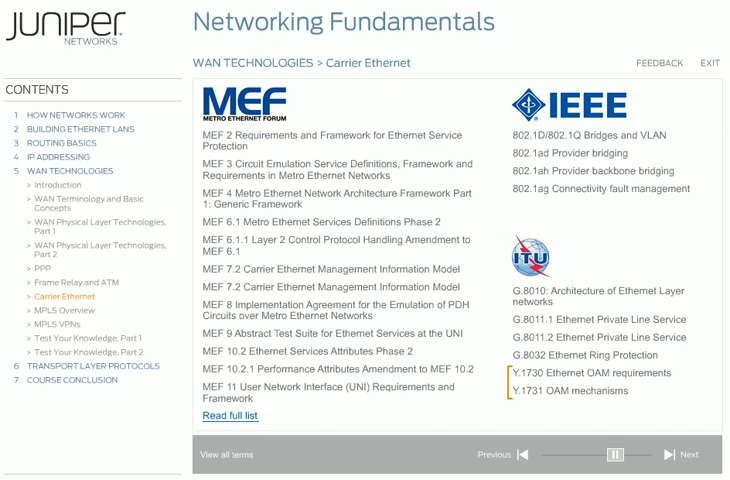 JUNIPER
NETWORKS
Networking Fundamentals
WAN TECHNOLOGIES > Carrier Ethernet
FEEDBACK EXIT
CONTENTS
1 HOW NETWORKS WORK
2 BUILDING ETHERNET LANS
3 ROUTING BASICS
4 IP ADDRESSING
5 WAN TECHNOLOGIES
> Introduction
> WAN Terminology and Basic
Concepts
> WAN Physical Layer Technologies,
Part 1
> WAN Physical Layer Technologies,
Part 2
> PPP
> Frame Relay and ATM
> Carrier Ethernet
> MPLS Overview
> MPLS VPNs
> Test Your Knowledge, Part 1
> Test Your Knowledge, Part 2
6 TRANSPORT LAYER PROTOCOLS
7 COURSE CONCLUSION
MEF
METRO ETHERNET FORUM
MEF 2 Requirements and Framework for Ethernet Service
Protection
MEF 3 Circuit Emulation Service Definitions, Framework and
Requirements in Metro Ethernet Networks
MEF 4 Metro Ethernet Network Architecture Framework Part
1: Generic Framework
MEF 6.1 Metro Ethernet Services Definitions Phase 2
MEF 6.1.1 Layer 2 Control Protocol Handling Amendment to
MEF 6.1
MEF 7.2 Carrier Ethernet Management Information Model
MEF 7.2 Carrier Ethernet Management Information Model
MEF 8 Implementation Agreement for the Emulation of PDH
Circuits over Metro Ethernet Networks
MEF 9 Abstract Test Suite for Ethernet Services at the UNI
MEF 10.2 Ethernet Services Attributes Phase 2
MEF 10.2.1 Performance Attributes Amendment to MEF 10.2
MEF 11 User Network Interface (UNI) Requirements and
Framework
Read full list
IEEE
802.1D/802.1Q Bridges and VLAN
802.1ad Provider bridging
802.1ah Provider backbone bridging
802.1ag Connectivity fault management
ITU
G.8010: Architecture of Ethernet Layer
networks
G.8011.1 Ethernet Private Line Service
G.8011.2 Ethernet Private Line Service
G.8032 Ethernet Ring Protection
Y.1730 Ethernet OAM requirements
Y.1731 OAM mechanisms
View all terms
Previous
Next